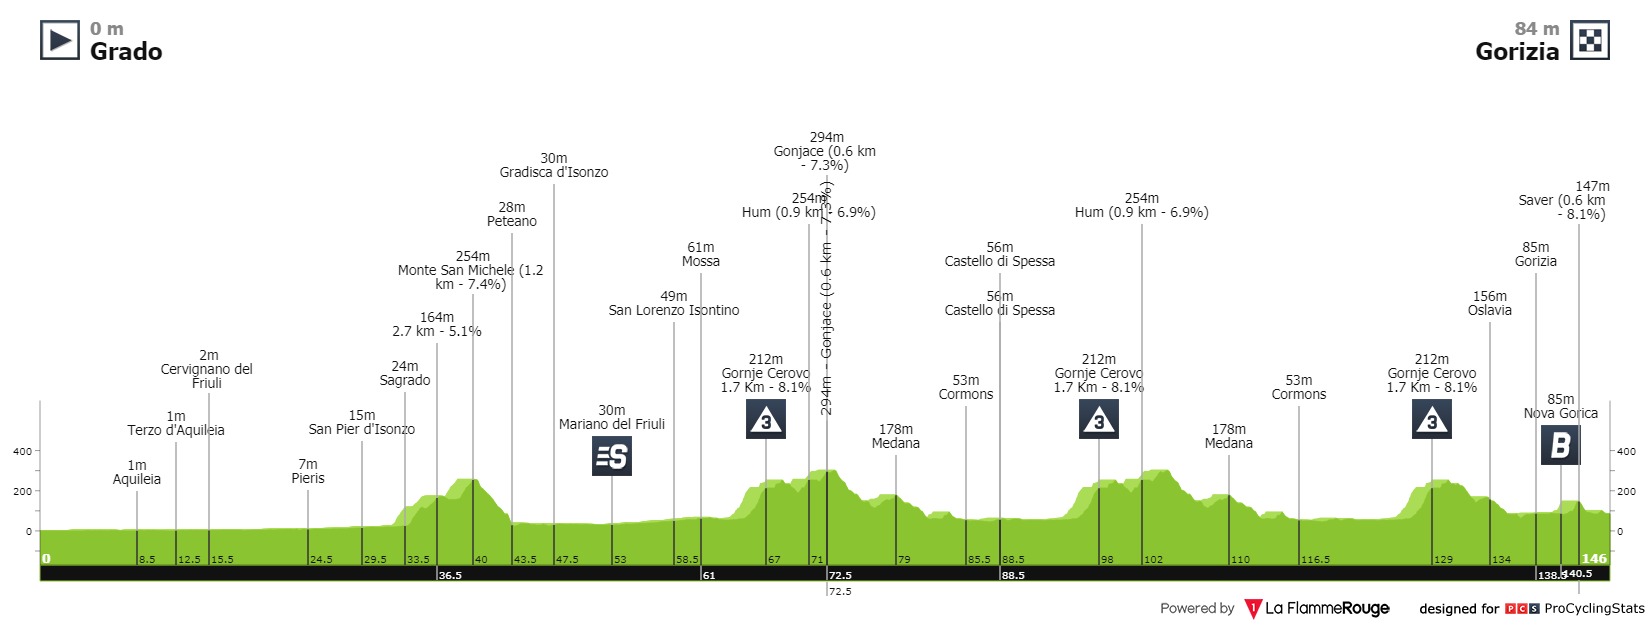 0 m
Grado
84 m
Gorizia
294m
Gonjace (0.6 km
- 7.3%)
30m
Gradisca d'Isonzo
147m
Saver (0.6 km
- 8.1%)
254m
Hum (0.9 km - 6.9%)
254m
Hum (0.9 km - 6.9%)
294m - Gonjace (0.6 km - 7.3%)
28m
Peteano
61m
Mossa
56m
Castello di Spessa
85m
Gorizia
254m
Monte San Michele (1.2
km - 7.4%)
49m
San Lorenzo Isontino
56m
Castello di Spessa
156m
Oslavia
164m
2.7 km - 5.1%
2m
Cervignano del
Friuli
24m
Sagrado
212m
Gornje Cerovo
1.7 Km - 8.1%
3
53m
Cormons
212m
Gornje Cerovo
1.7 Km - 8.1%
3
53m
Cormons
212m
Gornje Cerovo
1.7 Km - 8.1%
3
85m
Nova Gorica
B
1m
Terzo d'Aquileia
15m
San Pier d'Isonzo
30m
Mariano del Friuli
S
178m
Medana
178m
Medana
1m
Aquileia
7m
Pieris
400
200
0
400
200
0
0 8.5 12.5 15.5 24.5 29.5 33.5 40 43.5 47.5 53 58.5 67 71 79 85.5 88.5 98 102 110 116.5 129 134 146
36.5 61 72.5 88.5 138.5 140.5
72.5
Powered by La FlammeRouge designed for PCS ProCyclingStats